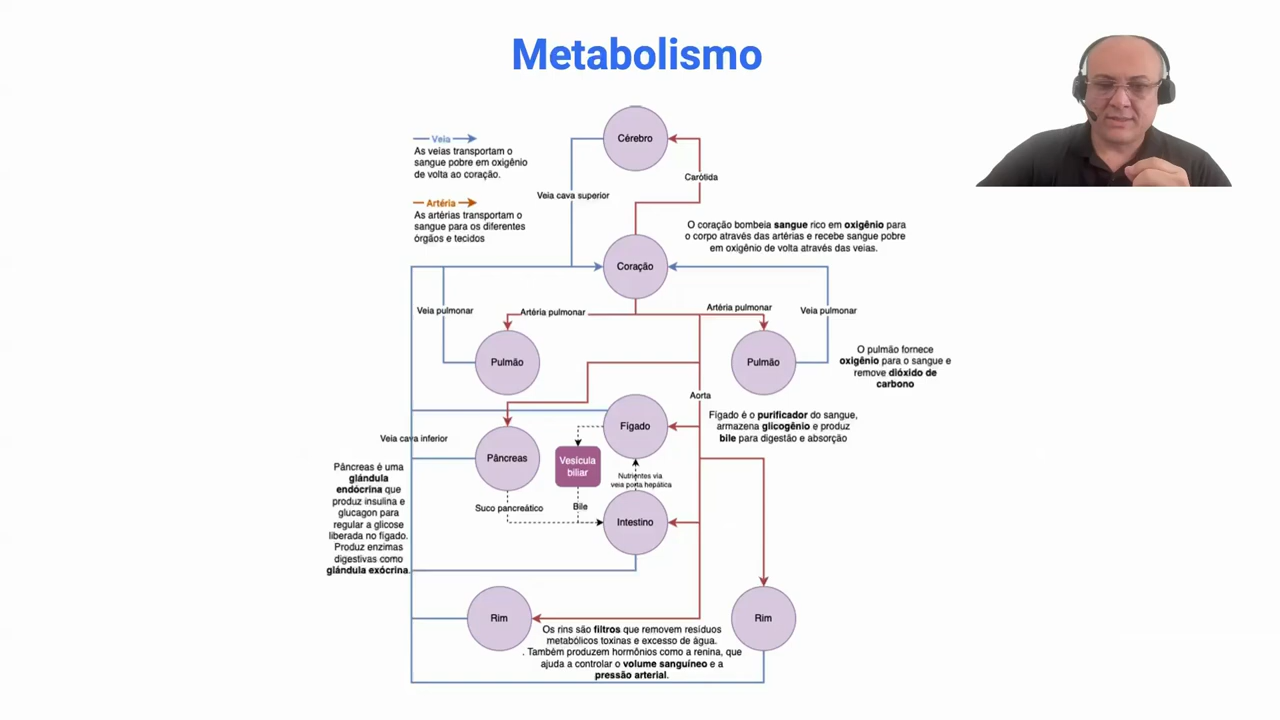 Metabolismo
Cérebro
Veia
As veias transportam o
sangue pobre em oxigênio
de volta ao coração.
Carótida
Veia cava superior
Artéria
As artérias transportam o
sangue para os diferentes
órgãos e tecidos
O coração bombeia sangue rico em oxigênio para
o corpo através das artérias e recebe sangue pobre
em oxigênio de volta através das veias.
Coração
Veia pulmonar
Artéria pulmonar
Artéria pulmonar
Veia pulmonar
Pulmão
Pulmão
O pulmão fornece
oxigênio para o sangue e
remove dióxido de
carbono
Aorta
Fígado
Fígado é o purificador do sangue,
armazena glicogênio e produz
bile para digestão e absorção
Veia cava inferior
Pâncreas
Vesícula
biliar
Nutrientes via
veia porta hepática
Pâncreas é uma
glándula
endócrina que
produz insulina e
glucagon para
regular a glicose
liberada no fígado.
Produz enzimas
digestivas como
glándula exócrina.
Suco pancreático
Bile
Intestino
Rim
Rim
Os rins são filtros que removem resíduos
metabólicos toxinas e excesso de água.
. Também produzem hormônios como a renina, que
ajuda a controlar o volume sanguíneo e a
pressão arterial.